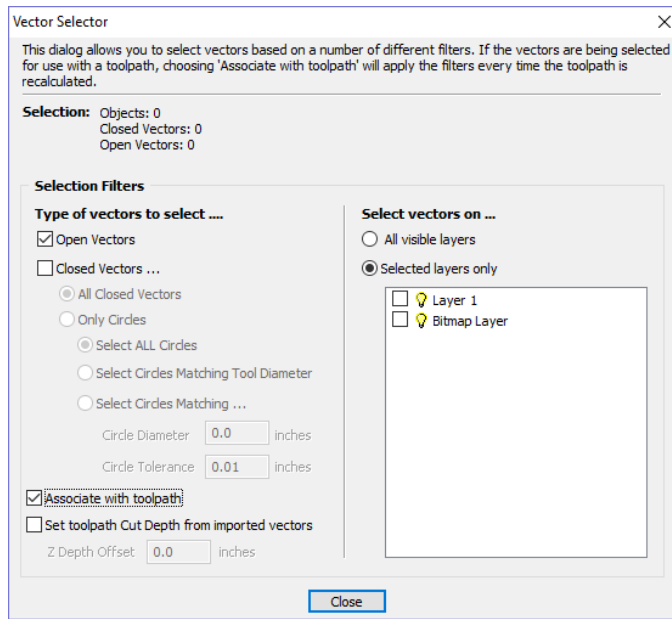 Vector Selector
This dialog allows you to select vectors based on a number of different filters. If the vectors are being selected
for use with a toolpath, choosing 'Associate with toolpath' will apply the filters every time the toolpath is
recalculated.
Selection: Objects: 0
Closed Vectors: 0
Open Vectors: 0
Selection Filters
Type of vectors to select ....
Open Vectors
Closed Vectors ...
All Closed Vectors
Only Circles
Select ALL Circles
Select Circles Matching Tool Diameter
Select Circles Matching ...
Circle Diameter 0.0 inches
Circle Tolerance 0.01 inches
Associate with toolpath
Set toolpath Cut Depth from imported vectors
Z Depth Offset 0.0 inches
Select vectors on ...
All visible layers
Selected layers only
Layer 1
Bitmap Layer
Close